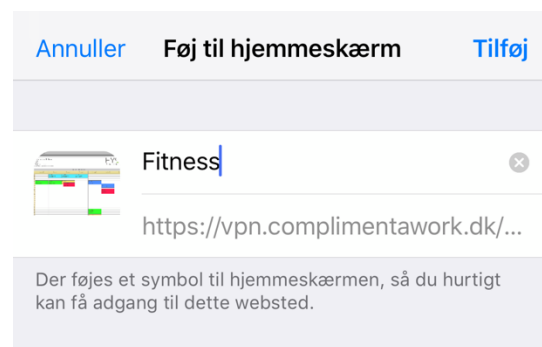 Annuller Føj til hjemmeskærm Tilføj
Fitness
https://vpn.complimentawork.dk/...
Der føjes et symbol til hjemmeskærmen, så du hurtigt
kan få adgang til dette websted.